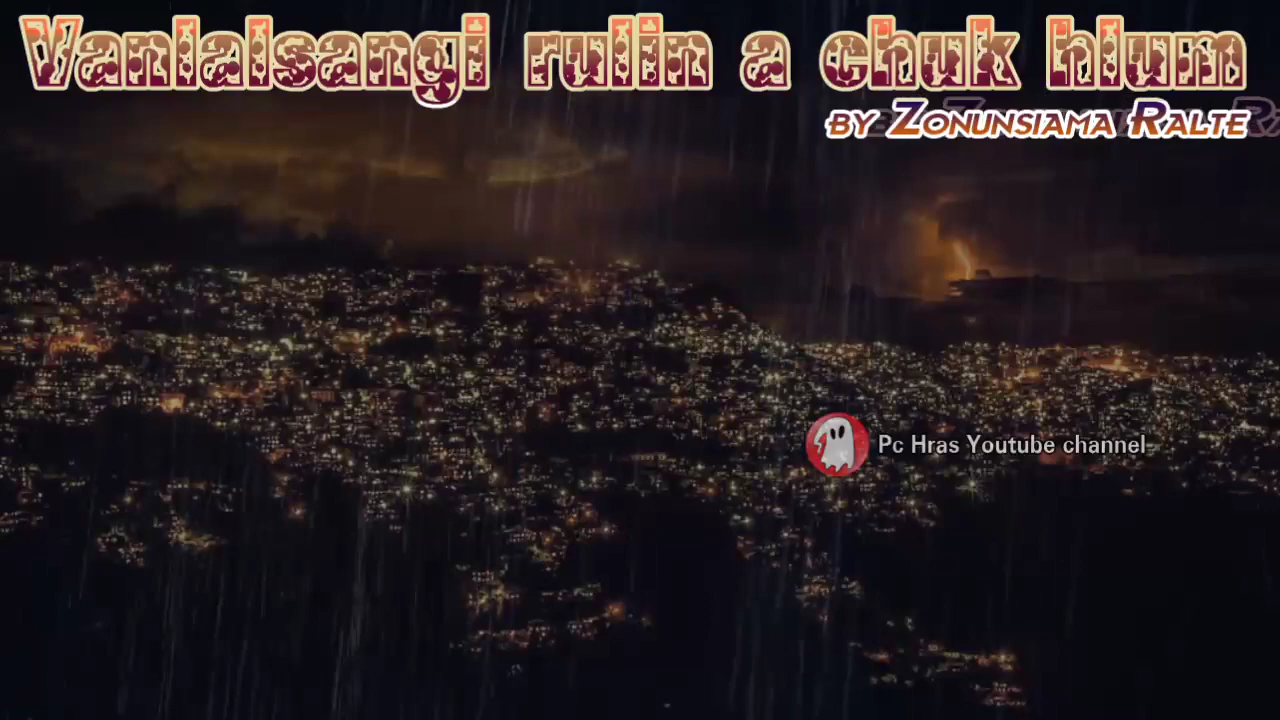 Vanlalsangi rulin a chuk hlum
by Zonunsiama Ralte
Pc Hras Youtube channel